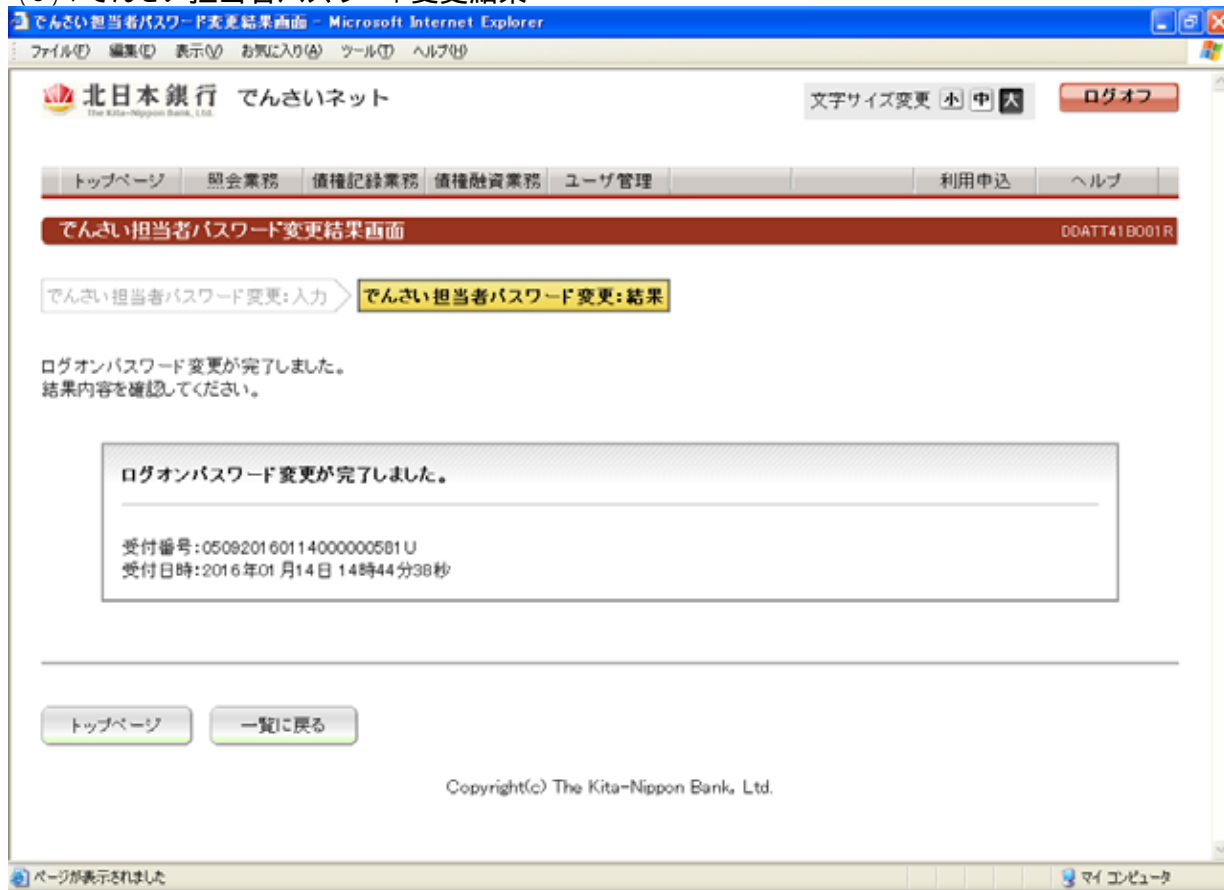 でんさい担当者パスワード変更結果画面 - Microsoft Internet Explorer
ファイル(F) 編集(E) 表示(V) お気に入り(A) ツール(T) ヘルプ(H)
北日本銀行 でんさいネット 文字サイズ変更 小 中 大 ログオフ
The Kita-Nippon Bank, Ltd.
トップページ 照会業務 債権記録業務 債権融資業務 ユーザ管理 利用申込 ヘルプ
でんさい担当者パスワード変更結果画面 DDATT41B001R
でんさい担当者パスワード変更:入力 でんさい担当者パスワード変更:結果
ログオンパスワード変更が完了しました。
結果内容を確認してください。
ログオンパスワード変更が完了しました。
受付番号:050920160114000000581U
受付日時:2016年01月14日 14時44分38秒
トップページ 一覧に戻る
Copyright(c) The Kita-Nippon Bank, Ltd.
ページが表示されました マイ コンピュータ